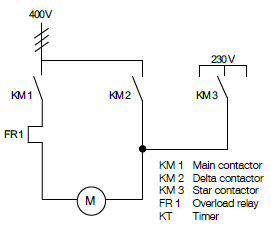 400V
230V
KM1
KM2
KM3
FR1
M
KM 1 Main contactor
KM 2 Delta contactor
KM 3 Star contactor
FR 1 Overload relay
KT Timer